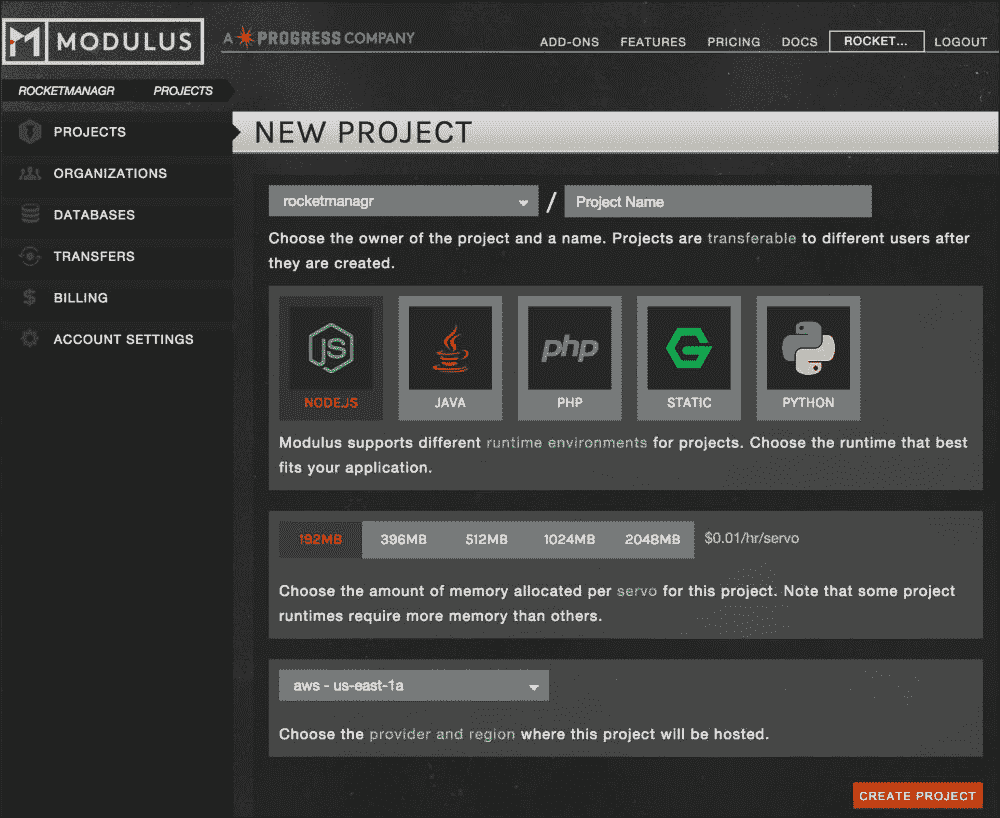 MODULUS
A PROGRESS COMPANY
ADD-ONS FEATURES PRICING DOCS ROCKET... LOGOUT
ROCKETMANAGR PROJECTS
PROJECTS
ORGANIZATIONS
DATABASES
TRANSFERS
BILLING
ACCOUNT SETTINGS
NEW PROJECT
rocketmanagr / Project Name
Choose the owner of the project and a name. Projects are transferable to different users after
they are created.
JS
php
NODE.JS JAVA PHP STATIC PYTHON
Modulus supports different runtime environments for projects. Choose the runtime that best
fits your application.
192MB 396MB 512MB 1024MB 2048MB $0.01/hr/servo
Choose the amount of memory allocated per servo for this project. Note that some project
runtimes require more memory than others.
aws - us-east-1a
Choose the provider and region where this project will be hosted.
CREATE PROJECT